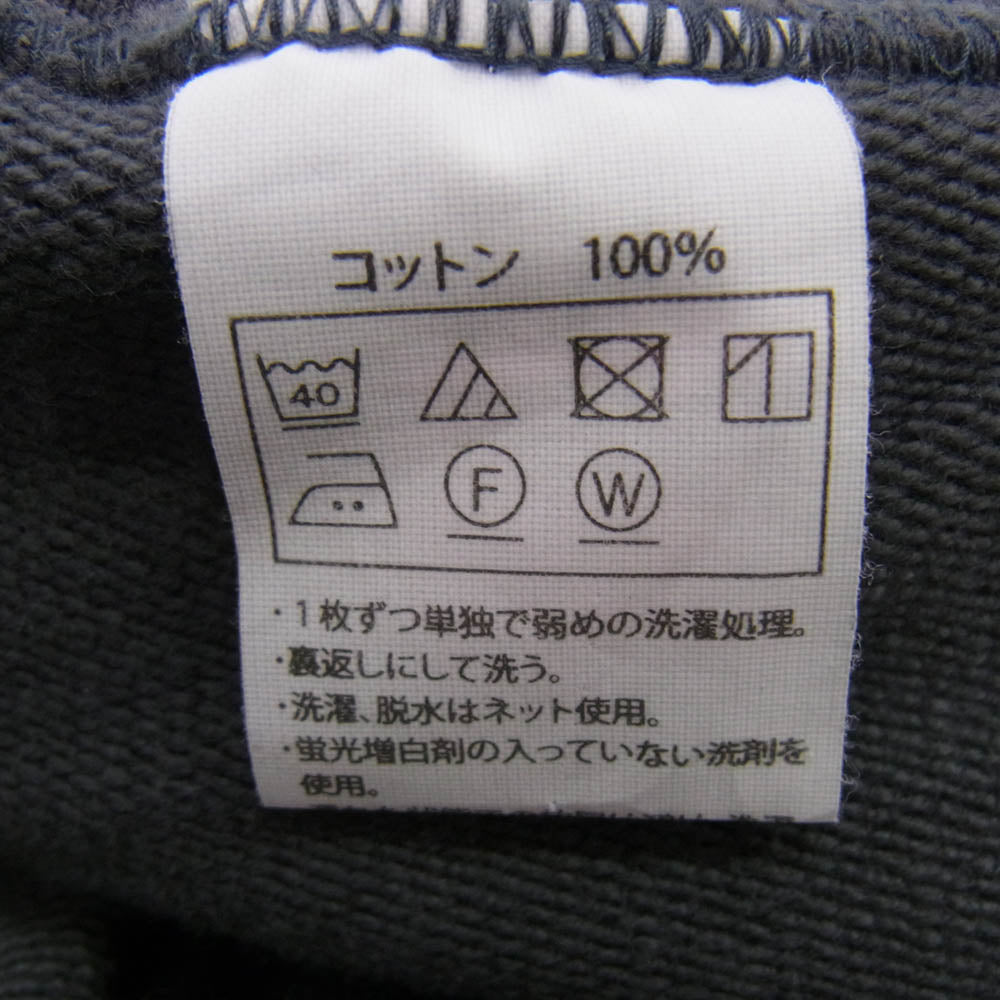 コットン 100%
40
F W
・1枚ずつ単独で弱めの洗濯処理。
・裏返しにして洗う。
・洗濯、脱水はネット使用。
・蛍光増白剤の入っていない洗剤を
使用。